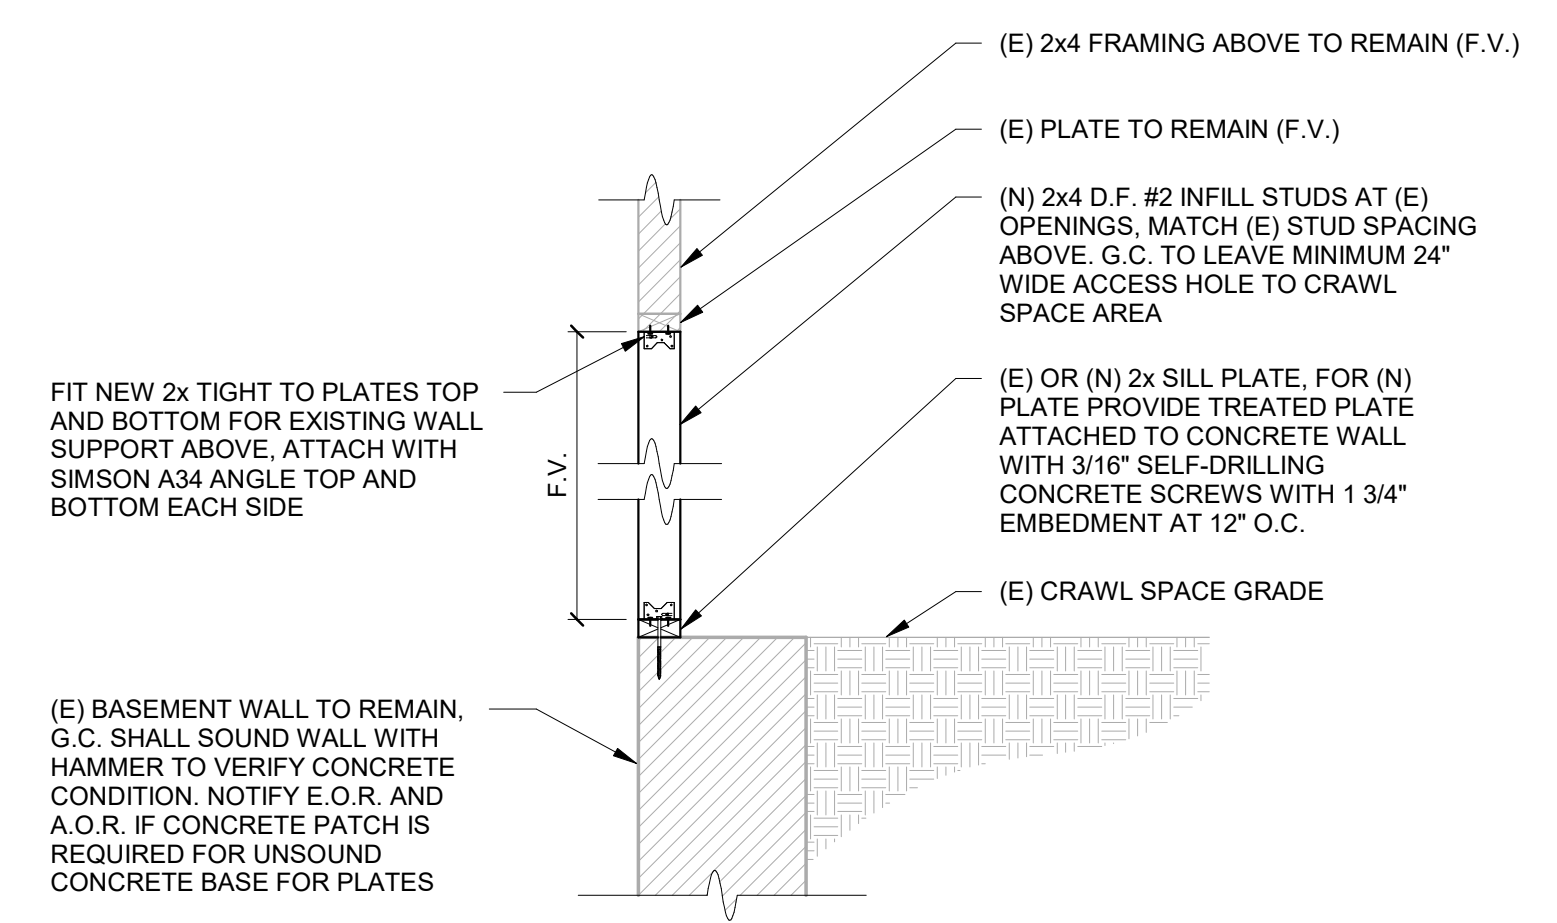 (E) 2x4 FRAMING ABOVE TO REMAIN (F.V.)
(E) PLATE TO REMAIN (F.V.)
(N) 2x4 D.F. #2 INFILL STUDS AT (E)
OPENINGS, MATCH (E) STUD SPACING
ABOVE. G.C. TO LEAVE MINIMUM 24"
WIDE ACCESS HOLE TO CRAWL
SPACE AREA
FIT NEW 2x TIGHT TO PLATES TOP
AND BOTTOM FOR EXISTING WALL
SUPPORT ABOVE, ATTACH WITH
SIMSON A34 ANGLE TOP AND
BOTTOM EACH SIDE
F.V.
(E) OR (N) 2x SILL PLATE, FOR (N)
PLATE PROVIDE TREATED PLATE
ATTACHED TO CONCRETE WALL
WITH 3/16" SELF-DRILLING
CONCRETE SCREWS WITH 1 3/4"
EMBEDMENT AT 12" O.C.
(E) CRAWL SPACE GRADE
(E) BASEMENT WALL TO REMAIN,
G.C. SHALL SOUND WALL WITH
HAMMER TO VERIFY CONCRETE
CONDITION. NOTIFY E.O.R. AND
A.O.R. IF CONCRETE PATCH IS
REQUIRED FOR UNSOUND
CONCRETE BASE FOR PLATES